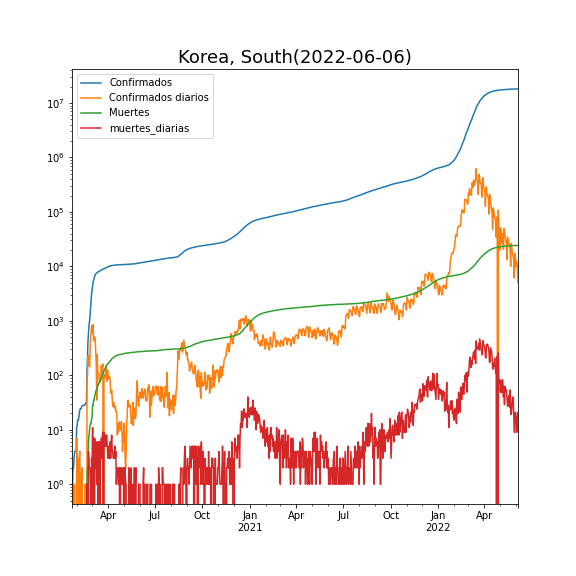 Korea, South(2022-06-06)
Confirmados
Confirmados diarios
Muertes
muertes_diarias
10⁷
10⁶
10⁵
10⁴
10³
10²
10¹
10⁰
Apr Jul Oct Jan Apr Jul Oct Jan Apr
2021 2022